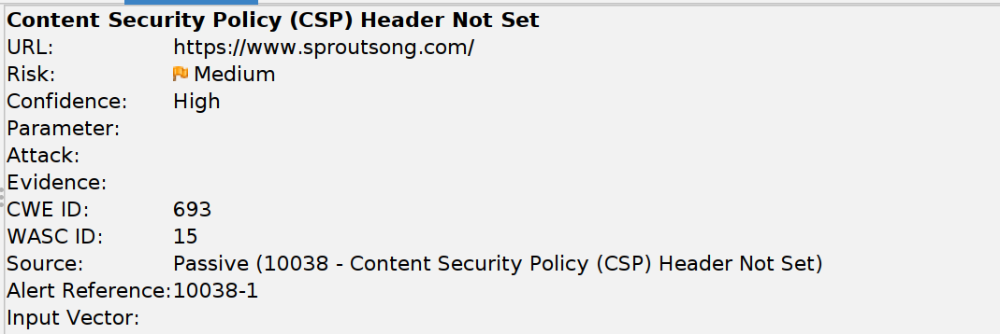 Content Security Policy (CSP) Header Not Set
URL: https://www.sproutsong.com/
Risk: Medium
Confidence: High
Parameter:
Attack:
Evidence:
CWE ID: 693
WASC ID: 15
Source: Passive (10038 - Content Security Policy (CSP) Header Not Set)
Alert Reference: 10038-1
Input Vector: